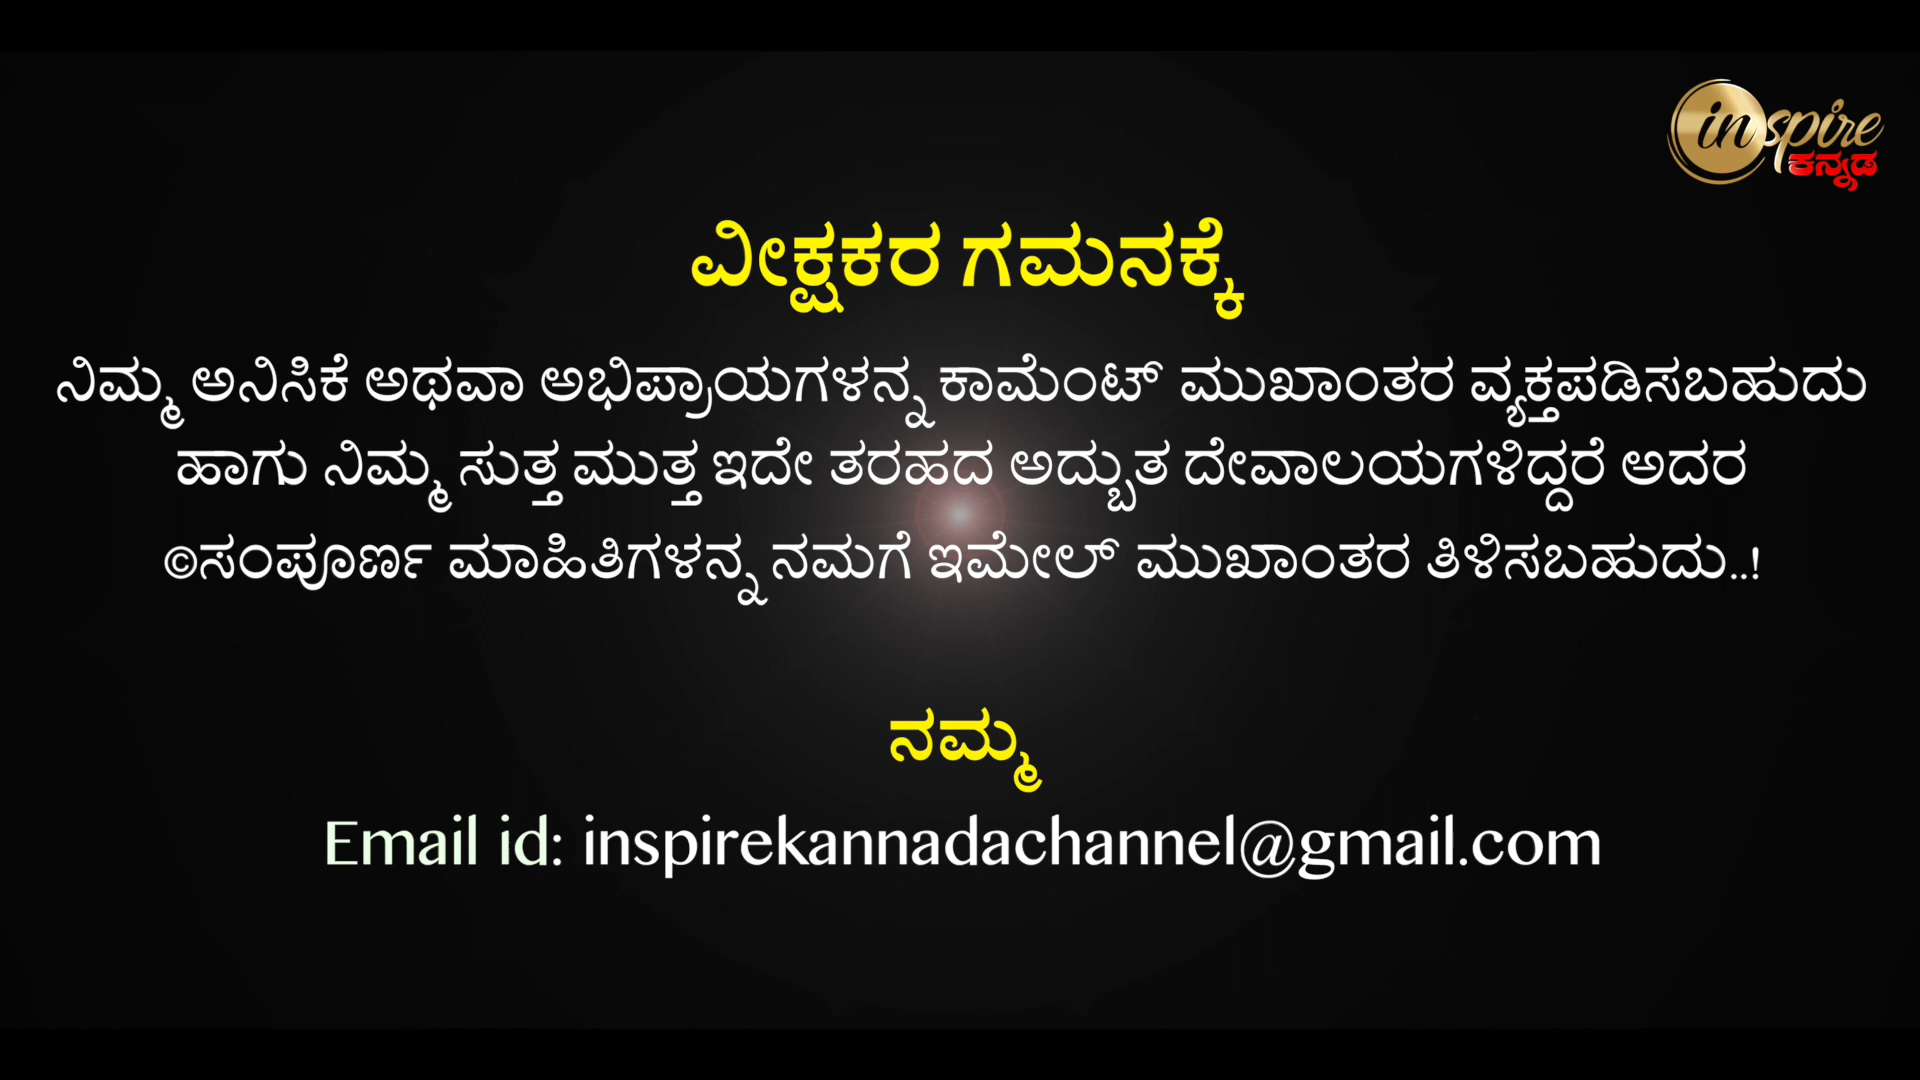 inspire
ಕನ್ನಡ
ವೀಕ್ಷಕರ ಗಮನಕ್ಕೆ
ನಿಮ್ಮ ಅನಿಸಿಕೆ ಅಥವಾ ಅಭಿಪ್ರಾಯಗಳನ್ನ ಕಾಮೆಂಟ್ ಮುಖಾಂತರ ವ್ಯಕ್ತಪಡಿಸಬಹುದು
ಹಾಗು ನಿಮ್ಮ ಸುತ್ತ ಮುತ್ತ ಇದೇ ತರಹದ ಅದ್ಬುತ ದೇವಾಲಯಗಳಿದ್ದರೆ ಅದರ
©ಸಂಪೂರ್ಣ ಮಾಹಿತಿಗಳನ್ನ ನಮಗೆ ಇಮೇಲ್ ಮುಖಾಂತರ ತಿಳಿಸಬಹುದು..!
ನಮ್ಮ
Email id: inspirekannadachannel@gmail.com